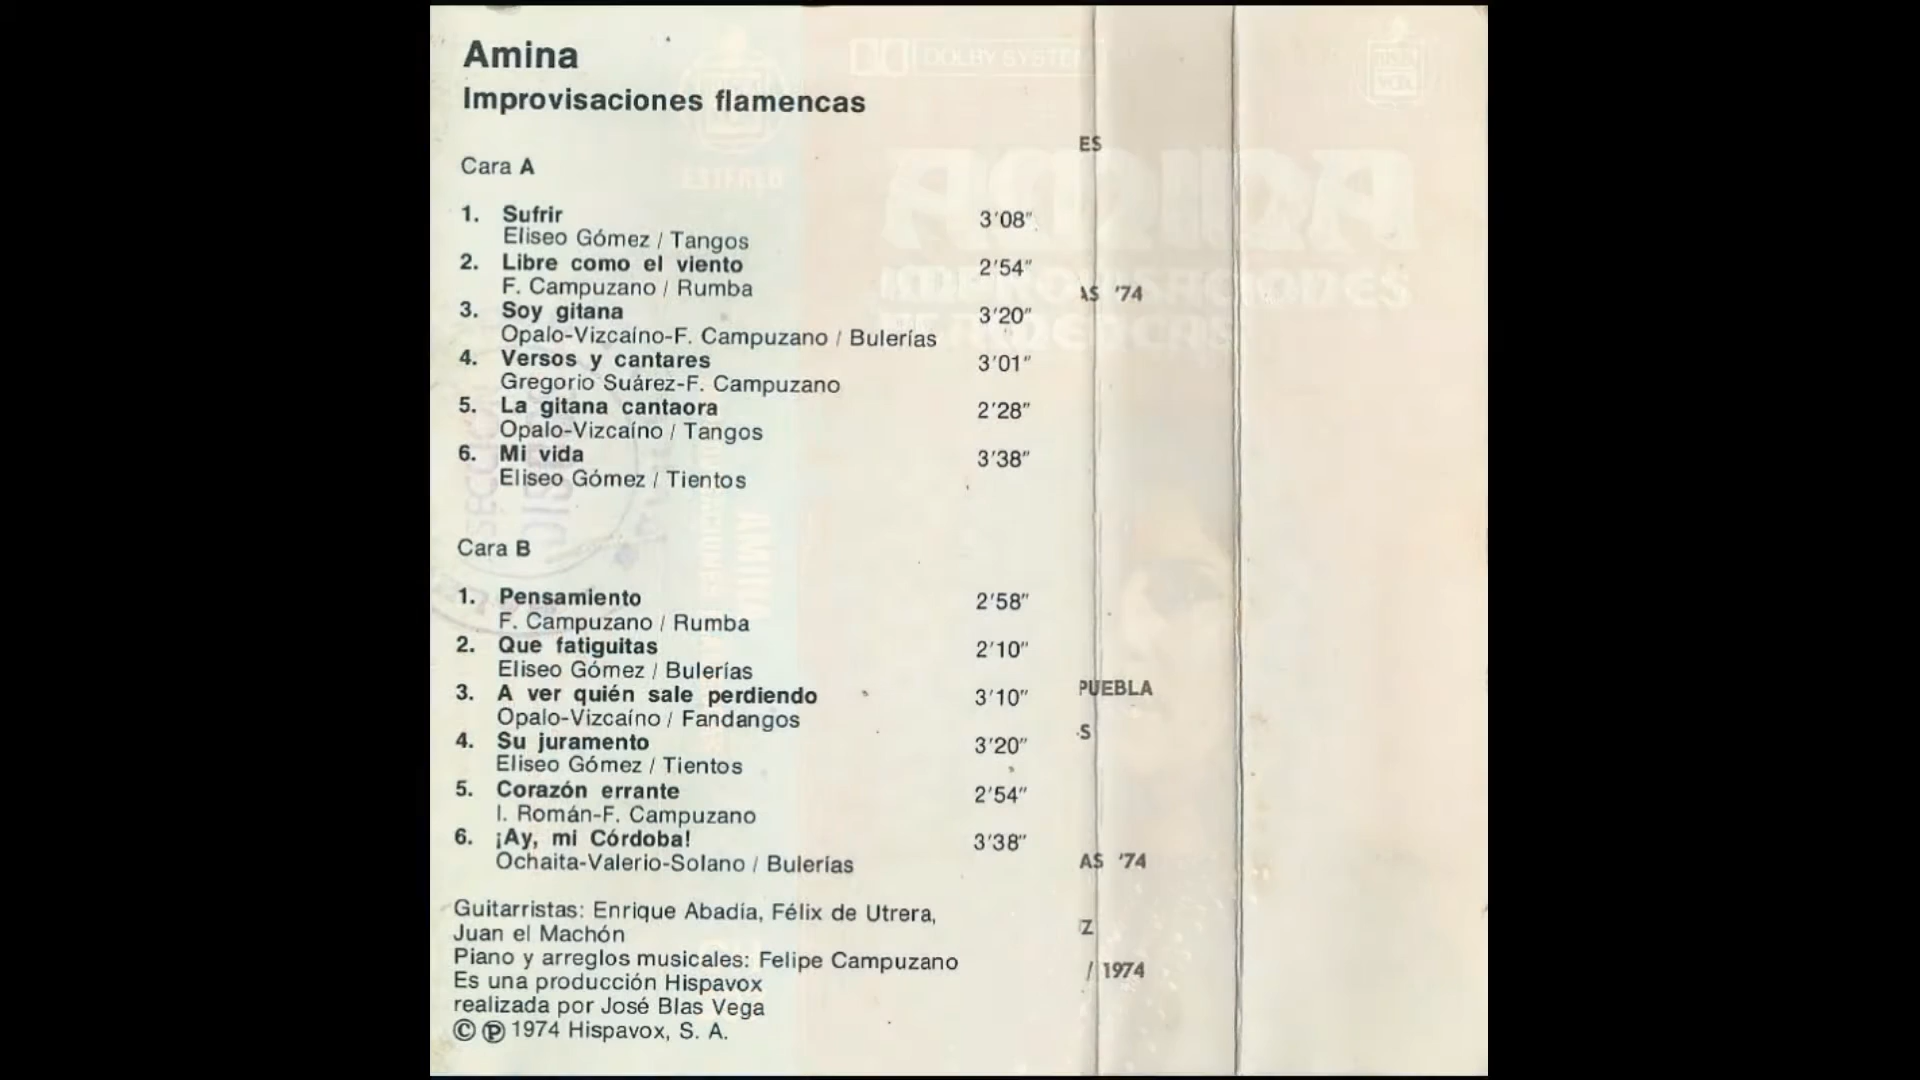 Amina
Improvisaciones flamencas
Cara A
1. Sufrir 3'08"
Eliseo Gómez / Tangos
2. Libre como el viento 2'54"
F. Campuzano / Rumba
3. Soy gitana 3'20"
Opalo-Vizcaíno-F. Campuzano / Bulerías
4. Versos y cantares 3'01"
Gregorio Suárez-F. Campuzano
5. La gitana cantaora 2'28"
Opalo-Vizcaíno / Tangos
6. Mi vida 3'38"
Eliseo Gómez / Tientos
Cara B
1. Pensamiento 2'58"
F. Campuzano / Rumba
2. Que fatiguitas 2'10"
Eliseo Gómez / Bulerías
3. A ver quién sale perdiendo 3'10"
Opalo-Vizcaíno / Fandangos
4. Su juramento 3'20"
Eliseo Gómez / Tientos
5. Corazón errante 2'54"
I. Román-F. Campuzano
6. ¡Ay, mi Córdoba! 3'38"
Ochaita-Valerio-Solano / Bulerías
Guitarristas: Enrique Abadía, Félix de Utrera,
Juan el Machón
Piano y arreglos musicales: Felipe Campuzano
Es una producción Hispavox
realizada por José Blas Vega
© ℗ 1974 Hispavox, S. A.
ES
AS '74
PUEBLA
S
AS '74
Z
/ 1974
DOLBY SYSTEM
ESTEREO
AMINA
IMPROVISACIONES
FLAMENCAS